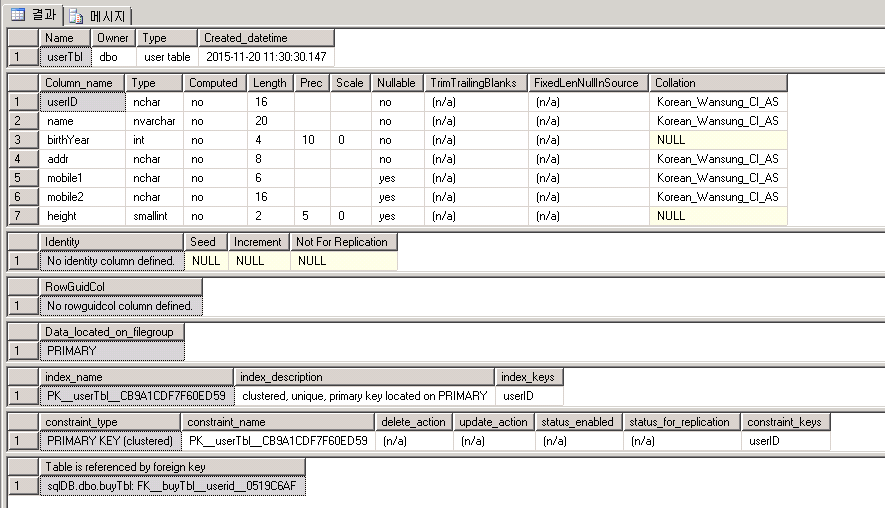 결과 메시지
Name Owner Type Created_datetime
1 userTbl dbo user table 2015-11-20 11:30:30.147
Column_name Type Computed Length Prec Scale Nullable TrimTrailingBlanks FixedLenNullInSource Collation
1 userID nchar no 16 no (n/a) (n/a) Korean_Wansung_CI_AS
2 name nvarchar no 20 no (n/a) (n/a) Korean_Wansung_CI_AS
3 birthYear int no 4 10 0 no (n/a) (n/a) NULL
4 addr nchar no 8 no (n/a) (n/a) Korean_Wansung_CI_AS
5 mobile1 nchar no 6 yes (n/a) (n/a) Korean_Wansung_CI_AS
6 mobile2 nchar no 16 yes (n/a) (n/a) Korean_Wansung_CI_AS
7 height smallint no 2 5 0 yes (n/a) (n/a) NULL
Identity Seed Increment Not For Replication
1 No identity column defined. NULL NULL NULL
RowGuidCol
1 No rowguidcol column defined.
Data_located_on_filegroup
1 PRIMARY
index_name index_description index_keys
1 PK__userTbl__CB9A1CDF7F60ED59 clustered, unique, primary key located on PRIMARY userID
constraint_type constraint_name delete_action update_action status_enabled status_for_replication constraint_keys
1 PRIMARY KEY (clustered) PK__userTbl__CB9A1CDF7F60ED59 (n/a) (n/a) (n/a) (n/a) userID
Table is referenced by foreign key
1 sqlDB.dbo.buyTbl: FK__buyTbl__userid__0519C6AF